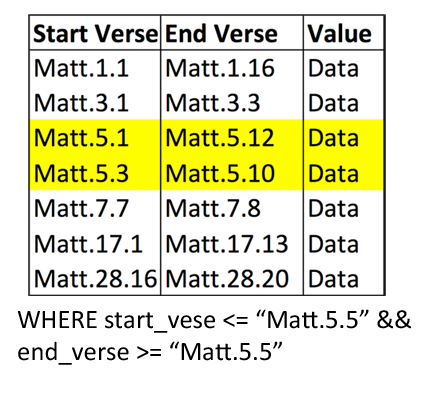 Start Verse End Verse Value
Matt.1.1 Matt.1.16 Data
Matt.3.1 Matt.3.3 Data
Matt.5.1 Matt.5.12 Data
Matt.5.3 Matt.5.10 Data
Matt.7.7 Matt.7.8 Data
Matt.17.1 Matt.17.13 Data
Matt.28.16 Matt.28.20 Data
WHERE start_vese <= “Matt.5.5” &&
end_verse >= “Matt.5.5”